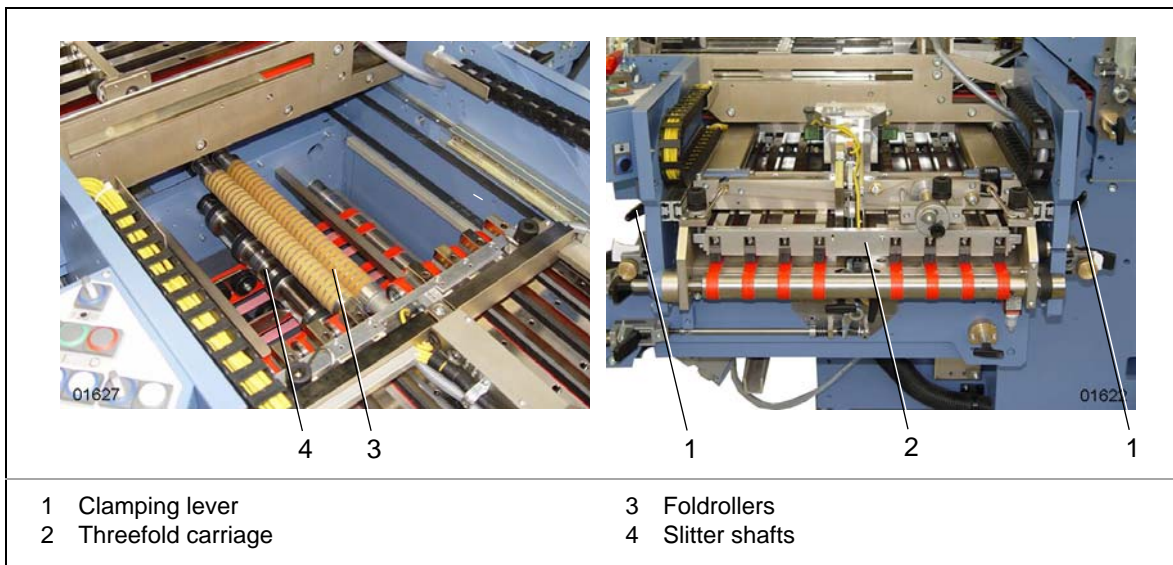 01627
01622
4
3
1
2
1
1 Clamping lever
2 Threefold carriage
3 Foldrollers
4 Slitter shafts